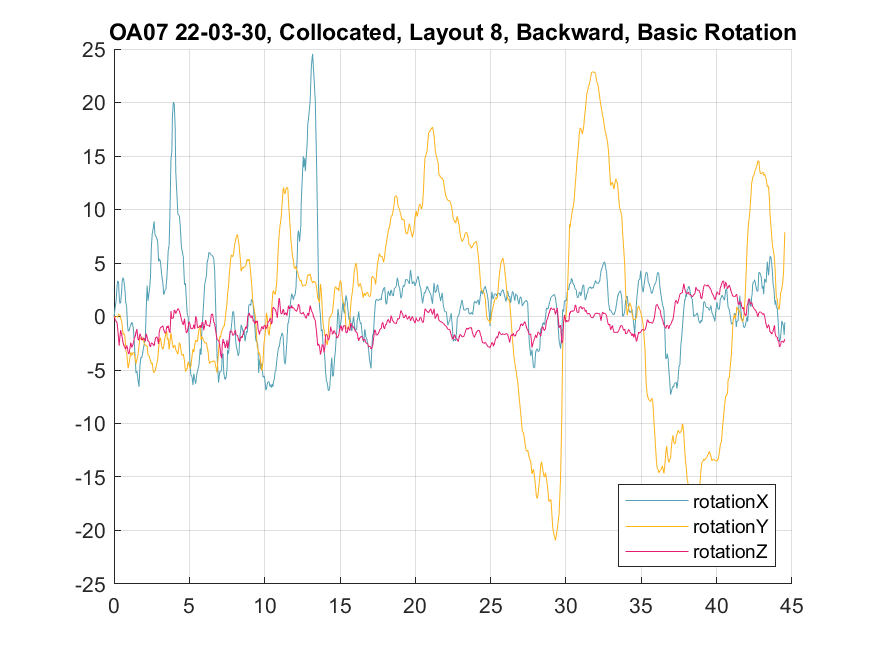 OA07 22-03-30, Collocated, Layout 8, Backward, Basic Rotation
25
20
15
10
5
0
-5
-10
-15
-20
-25
0 5 10 15 20 25 30 35 40 45
rotationX
rotationY
rotationZ